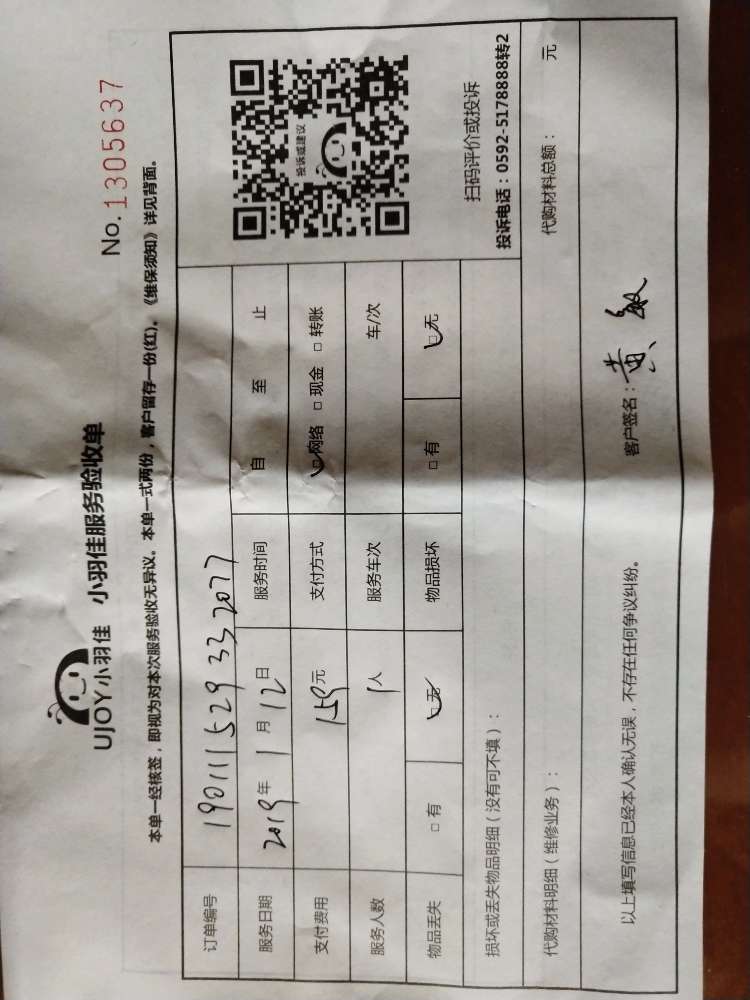 UJOY小羽佳 小羽佳服务验收单
No.1305637
本单一经核签，即视为对本次服务验收无异议。本单一式两份，客户留存一份(红)。《维保须知》详见背面。
订单编号 1901111529332077
服务日期 2019年 1月 12日 服务时间 自 至 止
支付费用 150元 支付方式 ☑网络 □现金 □转账
服务人数 1人 服务车次 车/次
物品丢失 □有 ☑无 物品损坏 □有 ☑无
投诉或建议
扫码评价或投诉
投诉电话：0592-5178888转2
损坏或丢失物品明细（没有可不填）：
代购材料明细（维修业务）： 代购材料总额： 元
以上填写信息已经本人确认无误，不存在任何争议纠纷。 客户签名：黄敏